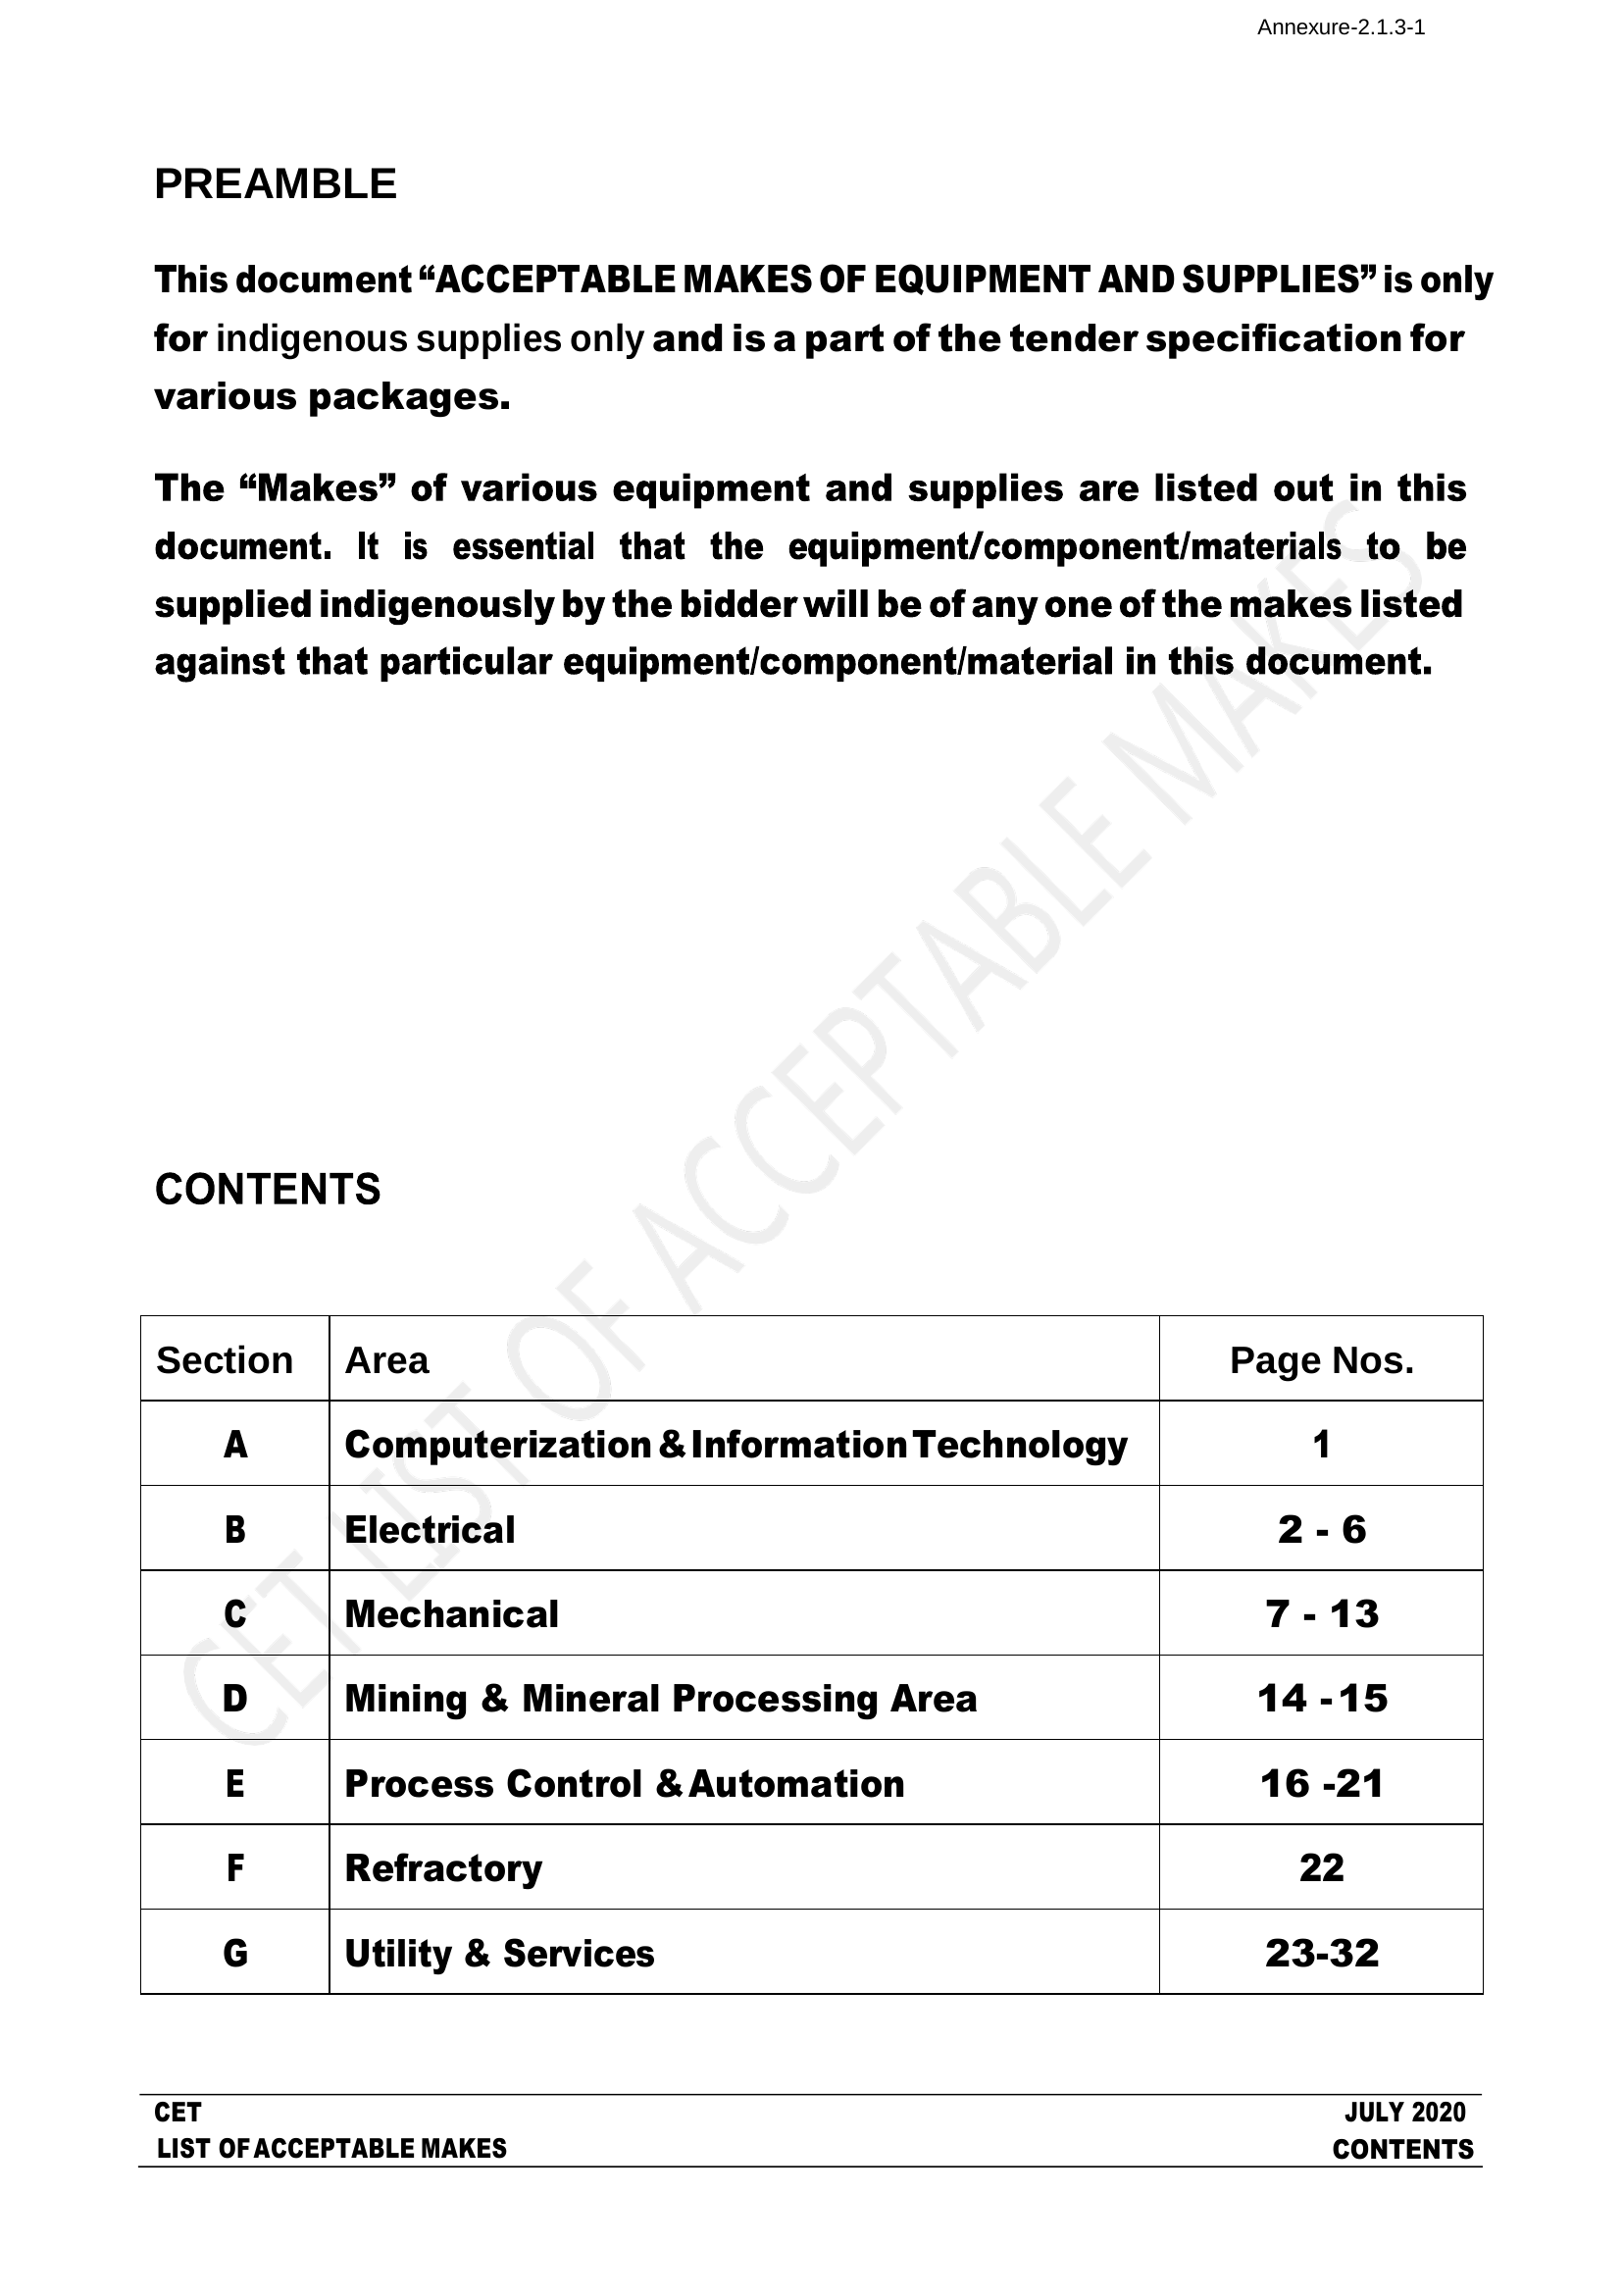 Annexure-2.1.3-1
PREAMBLE
This document “ACCEPTABLE MAKES OF EQUIPMENT AND SUPPLIES” is only
for indigenous supplies only and is a part of the tender specification for
various packages.
The “Makes” of various equipment and supplies are listed out in this
document. It is essential that the equipment/component/materials to be
supplied indigenously by the bidder will be of any one of the makes listed
against that particular equipment/component/material in this document.
CET LIST OF ACCEPTABLE MAKES
CONTENTS
Section Area Page Nos.
A Computerization & Information Technology 1
B Electrical 2 - 6
C Mechanical 7 - 13
D Mining & Mineral Processing Area 14 - 15
E Process Control & Automation 16 -21
F Refractory 22
G Utility & Services 23-32
CET JULY 2020
LIST OF ACCEPTABLE MAKES CONTENTS